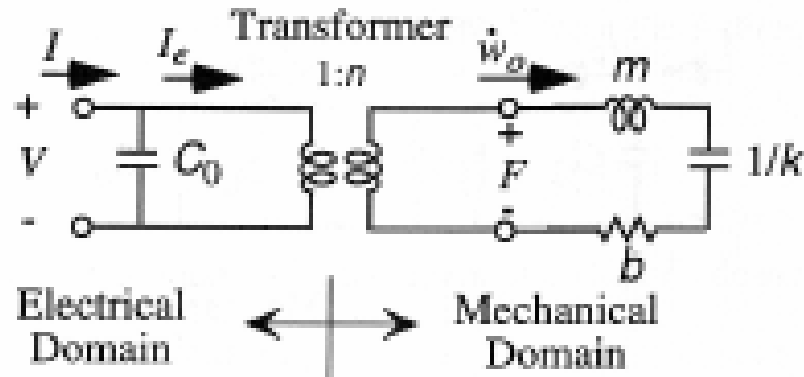 Transformer
I
I_e
1:n
ẇ_o
m
+
V
-
C_0
+
F
-
1/k
b
Electrical
Domain
Mechanical
Domain